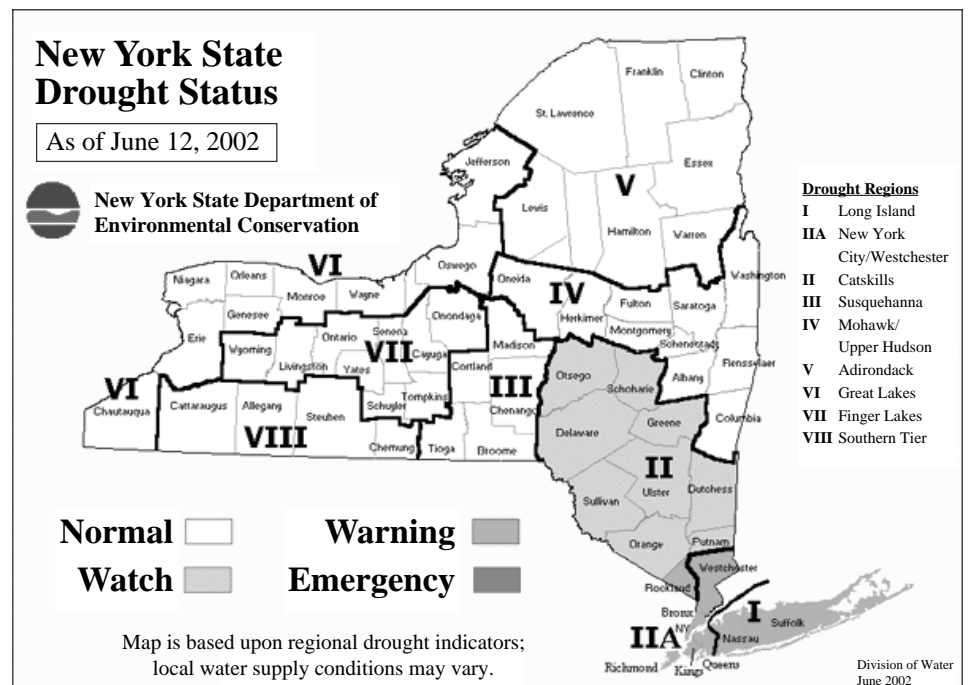 New York State
Drought Status
As of June 12, 2002
New York State Department of
Environmental Conservation
Franklin
Clinton
St. Lawrence
Jefferson
Essex
V
Lewis
Hamilton
Warren
Drought Regions
I Long Island
IIA New York
City/Westchester
II Catskills
III Susquehanna
IV Mohawk/
Upper Hudson
V Adirondack
VI Great Lakes
VII Finger Lakes
VIII Southern Tier
VI
Oswego
Oneida
Washington
Niagara
Orleans
Monroe
Wayne
IV
Herkimer
Fulton
Saratoga
Genesee
Onondaga
Montgomery
Schenectady
Erie
Wyoming
Livingston
Ontario
Yates
Seneca
VII
Cayuga
Cortland
Madison
Rensselaer
Otsego
Schoharie
Albany
VI
Chautauqua
Cattaraugus
Allegany
Steuben
Schuyler
Tompkins
III
Chenango
VIII
Chemung
Tioga
Broome
Delaware
Greene
Columbia
II
Ulster
Dutchess
Sullivan
Orange
Putnam
Normal
Warning
Watch
Emergency
Rockland
Westchester
Bronx
NY
IIA
I
Suffolk
Nassau
Richmond
Kings
Queens
Map is based upon regional drought indicators;
local water supply conditions may vary.
Division of Water
June 2002